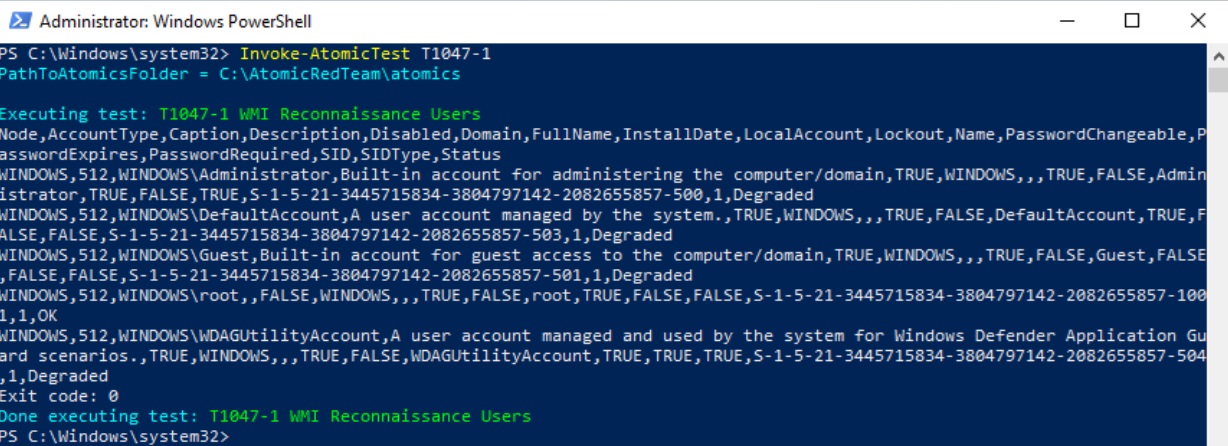 Administrator: Windows PowerShell
PS C:\Windows\system32> Invoke-AtomicTest T1047-1
PathToAtomicsFolder = C:\AtomicRedTeam\atomics
Executing test: T1047-1 WMI Reconnaissance Users
Node,AccountType,Caption,Description,Disabled,Domain,FullName,InstallDate,LocalAccount,Lockout,Name,PasswordChangeable,P
asswordExpires,PasswordRequired,SID,SIDType,Status
WINDOWS,512,WINDOWS\Administrator,Built-in account for administering the computer/domain,TRUE,WINDOWS,,,TRUE,FALSE,Admin
istrator,TRUE,FALSE,TRUE,S-1-5-21-3445715834-3804797142-2082655857-500,1,Degraded
WINDOWS,512,WINDOWS\DefaultAccount,A user account managed by the system.,TRUE,WINDOWS,,,TRUE,FALSE,DefaultAccount,TRUE,F
ALSE,FALSE,S-1-5-21-3445715834-3804797142-2082655857-503,1,Degraded
WINDOWS,512,WINDOWS\Guest,Built-in account for guest access to the computer/domain,TRUE,WINDOWS,,,TRUE,FALSE,Guest,FALSE
,FALSE,FALSE,S-1-5-21-3445715834-3804797142-2082655857-501,1,Degraded
WINDOWS,512,WINDOWS\root,,FALSE,WINDOWS,,,TRUE,FALSE,root,TRUE,FALSE,FALSE,S-1-5-21-3445715834-3804797142-2082655857-100
1,1,OK
WINDOWS,512,WINDOWS\WDAGUtilityAccount,A user account managed and used by the system for Windows Defender Application Gu
ard scenarios.,TRUE,WINDOWS,,,TRUE,FALSE,WDAGUtilityAccount,TRUE,TRUE,TRUE,S-1-5-21-3445715834-3804797142-2082655857-504
,1,Degraded
Exit code: 0
Done executing test: T1047-1 WMI Reconnaissance Users
PS C:\Windows\system32>